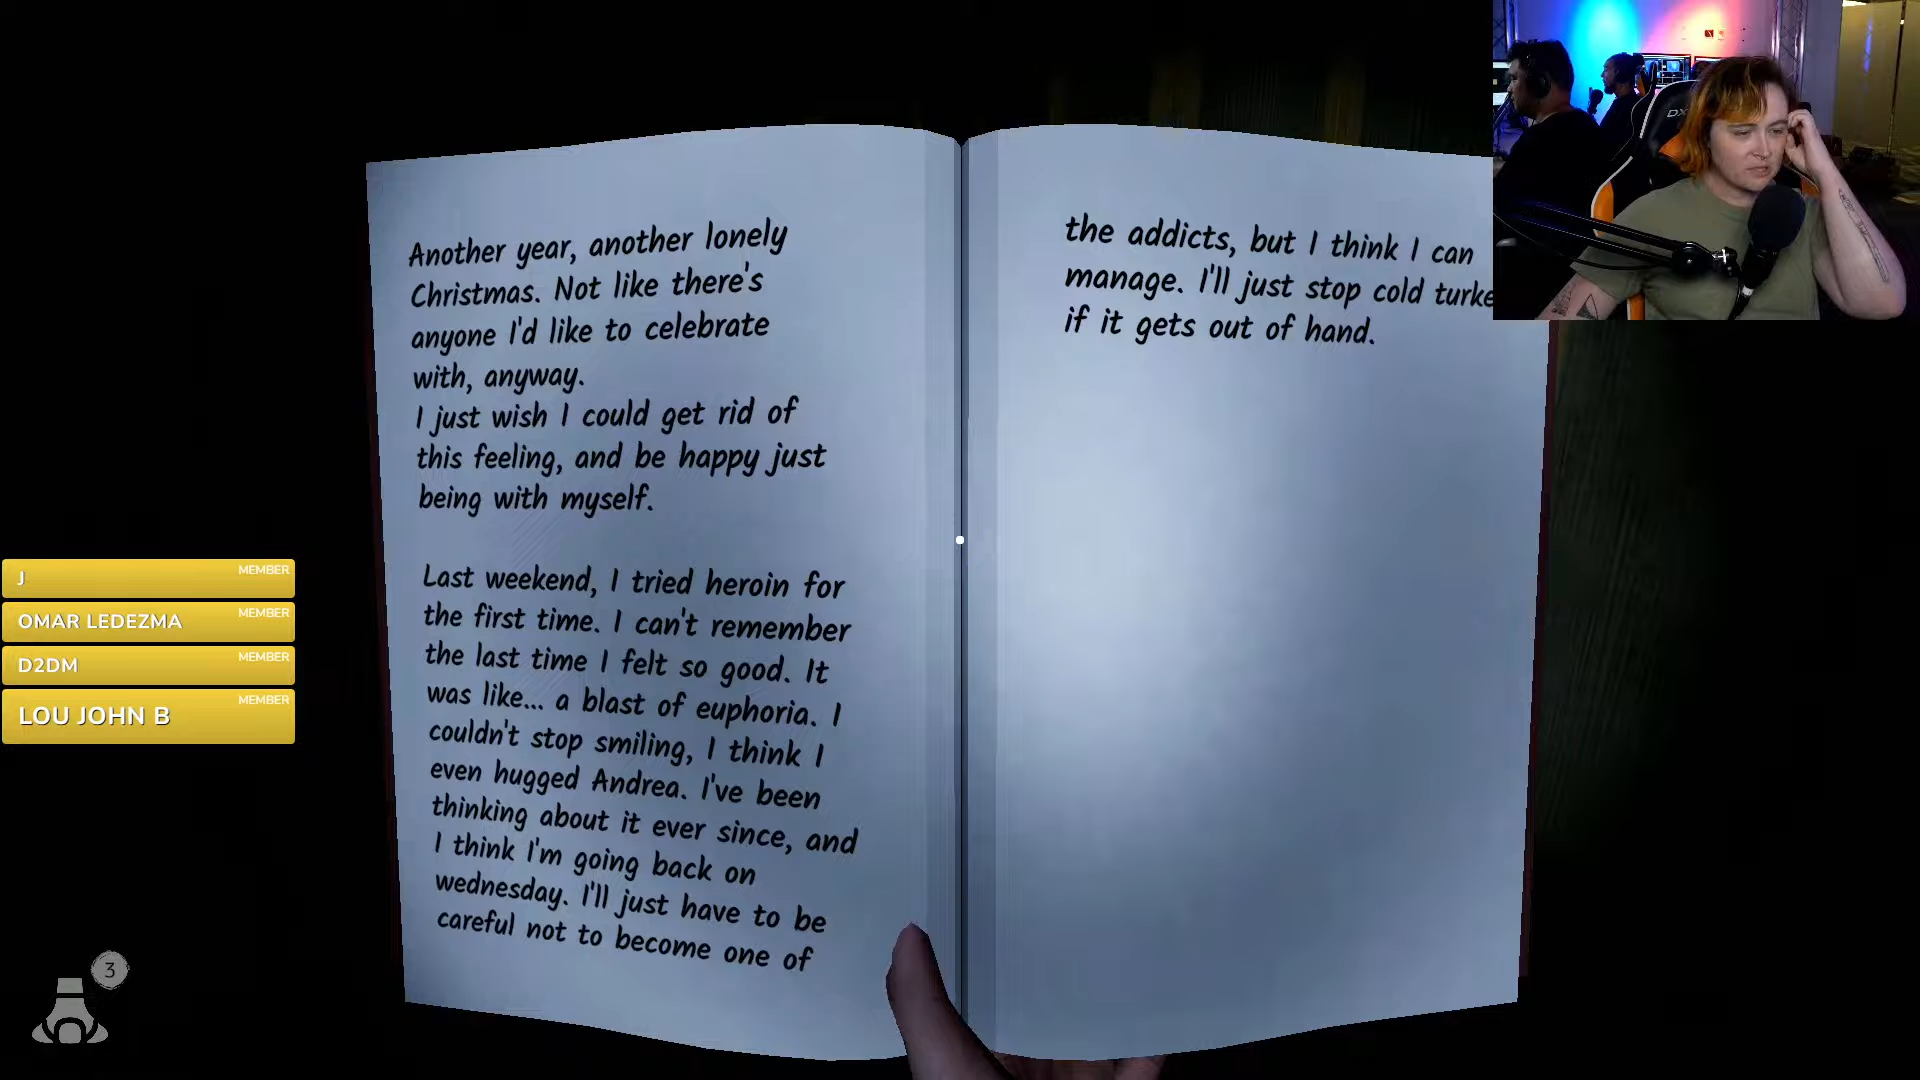 Another year, another lonely
Christmas. Not like there's
anyone I'd like to celebrate
with, anyway.
I just wish I could get rid of
this feeling, and be happy just
being with myself.
Last weekend, I tried heroin for
the first time. I can't remember
the last time I felt so good. It
was like... a blast of euphoria. I
couldn't stop smiling, I think I
even hugged Andrea. I've been
thinking about it ever since, and
I think I'm going back on
wednesday. I'll just have to be
careful not to become one of
the addicts, but I think I can
manage. I'll just stop cold turke
if it gets out of hand.
J MEMBER
OMAR LEDEZMA MEMBER
D2DM MEMBER
LOU JOHN B MEMBER
3
DX